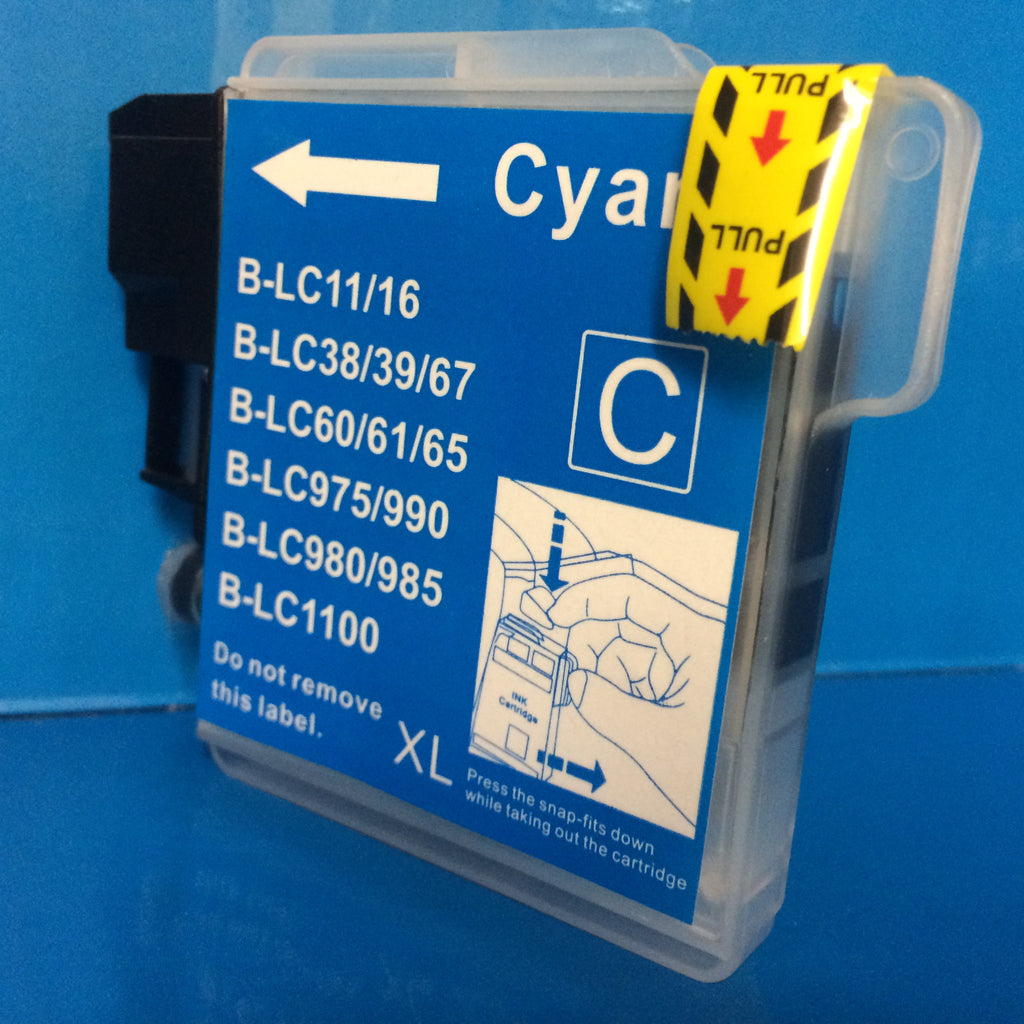 PULL
PULL
Cyan
B-LC11/16
B-LC38/39/67
B-LC60/61/65
B-LC975/990
B-LC980/985
B-LC1100
C
INK
Cartridge
Do not remove
this label.
XL
Press the snap-fits down
while taking out the cartridge